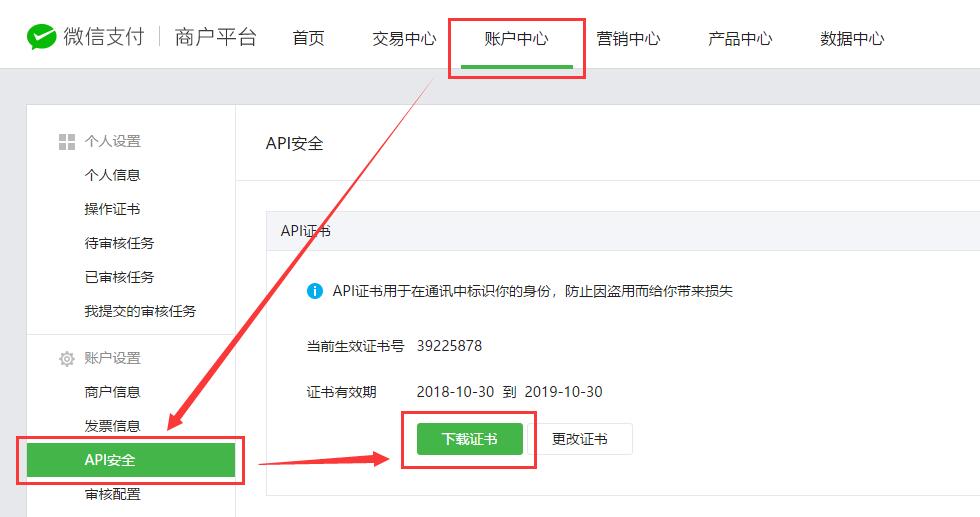 微信支付 商户平台 首页 交易中心 账户中心 营销中心 产品中心 数据中心
个人设置
个人信息
操作证书
待审核任务
已审核任务
我提交的审核任务
账户设置
商户信息
发票信息
API安全
审核配置
API安全
API证书
API证书用于在通讯中标识你的身份，防止因盗用而给你带来损失
当前生效证书号 39225878
证书有效期 2018-10-30 到 2019-10-30
下载证书 更改证书